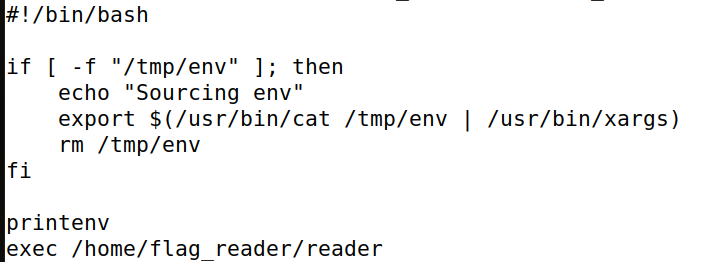 #!/bin/bash
if [ -f "/tmp/env" ]; then
    echo "Sourcing env"
    export $(/usr/bin/cat /tmp/env | /usr/bin/xargs)
    rm /tmp/env
fi
printenv
exec /home/flag_reader/reader